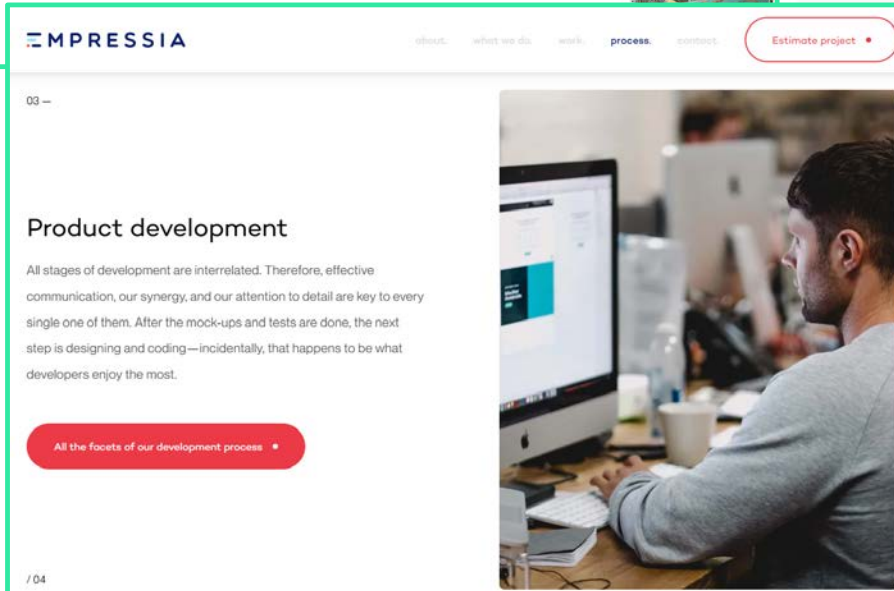 EMPRESSIA
about. what we do. work. process. contact. Estimate project
03 —
Product development
All stages of development are interrelated. Therefore, effective
communication, our synergy, and our attention to detail are key to every
single one of them. After the mock-ups and tests are done, the next
step is designing and coding—incidentally, that happens to be what
developers enjoy the most.
All the facets of our development process
/ 04